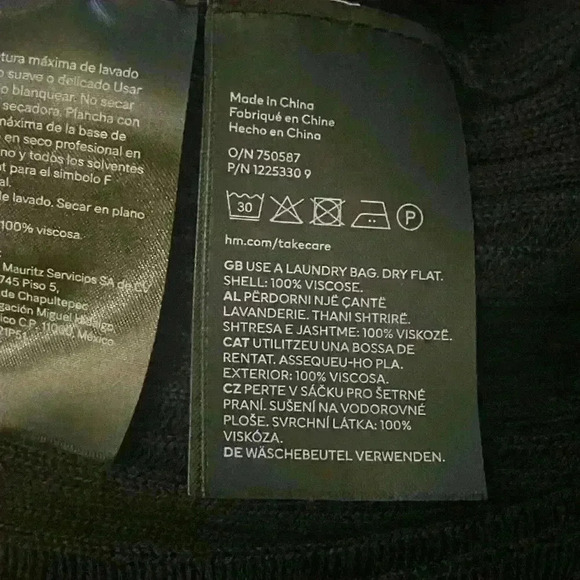 tura máxima de lavado
o suave o delicado Usar
o blanquear. No secar
secadora. Plancha con
máxima de la base de
en seco profesional en
no y todos los solventes
t para el simbolo F
al.
de lavado. Secar en plano
100% viscosa.
Mauritz Servicios SA de CV
745 Piso 5,
de Chapultepec
gación Miguel Hidalgo
xico C.P. 11000, México
21P51
Made in China
Fabriqué en Chine
Hecho en China
O/N 750587
P/N 1225330 9
30 P
hm.com/takecare
GB USE A LAUNDRY BAG. DRY FLAT.
SHELL: 100% VISCOSE.
AL PËRDORNI NJË ÇANTË
LAVANDERIE. THANI SHTRIRË.
SHTRESA E JASHTME: 100% VISKOZË.
CAT UTILITZEU UNA BOSSA DE
RENTAT. ASSEQUEU-HO PLA.
EXTERIOR: 100% VISCOSA.
CZ PERTE V SÁČKU PRO ŠETRNÉ
PRANÍ. SUŠENÍ NA VODOROVNÉ
PLOŠE. SVRCHNÍ LÁTKA: 100%
VISKÓZA.
DE WÄSCHEBEUTEL VERWENDEN.